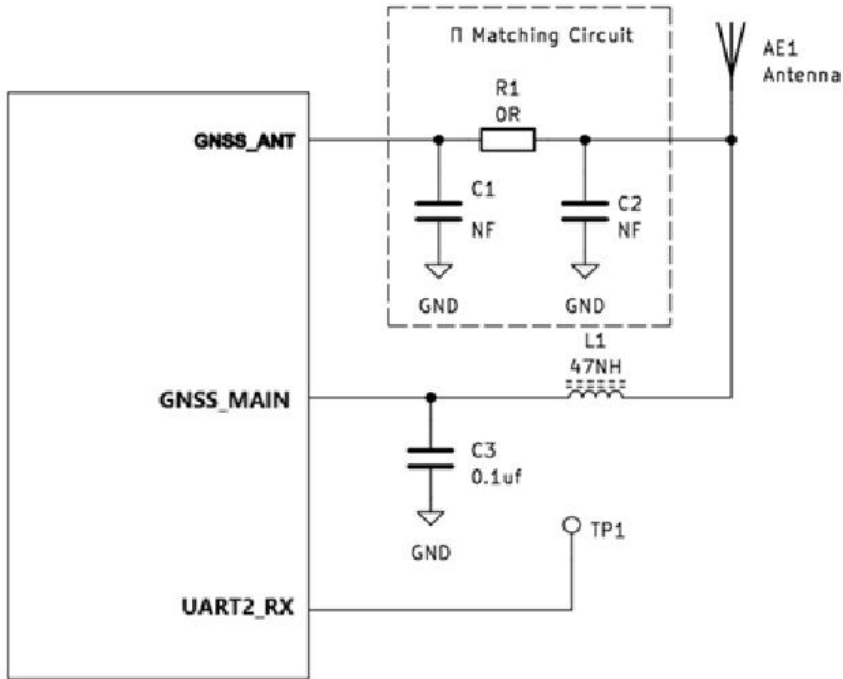 Π Matching Circuit
AE1
Antenna
R1
0R
GNSS_ANT
C1
NF
C2
NF
GND
GND
L1
47NH
GNSS_MAIN
C3
0.1uf
GND
TP1
UART2_RX